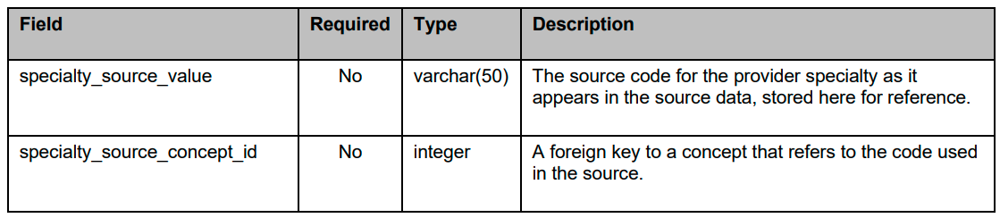 Field Required Type Description
specialty_source_value No varchar(50) The source code for the provider specialty as it
appears in the source data, stored here for reference.
specialty_source_concept_id No integer A foreign key to a concept that refers to the code used
in the source.